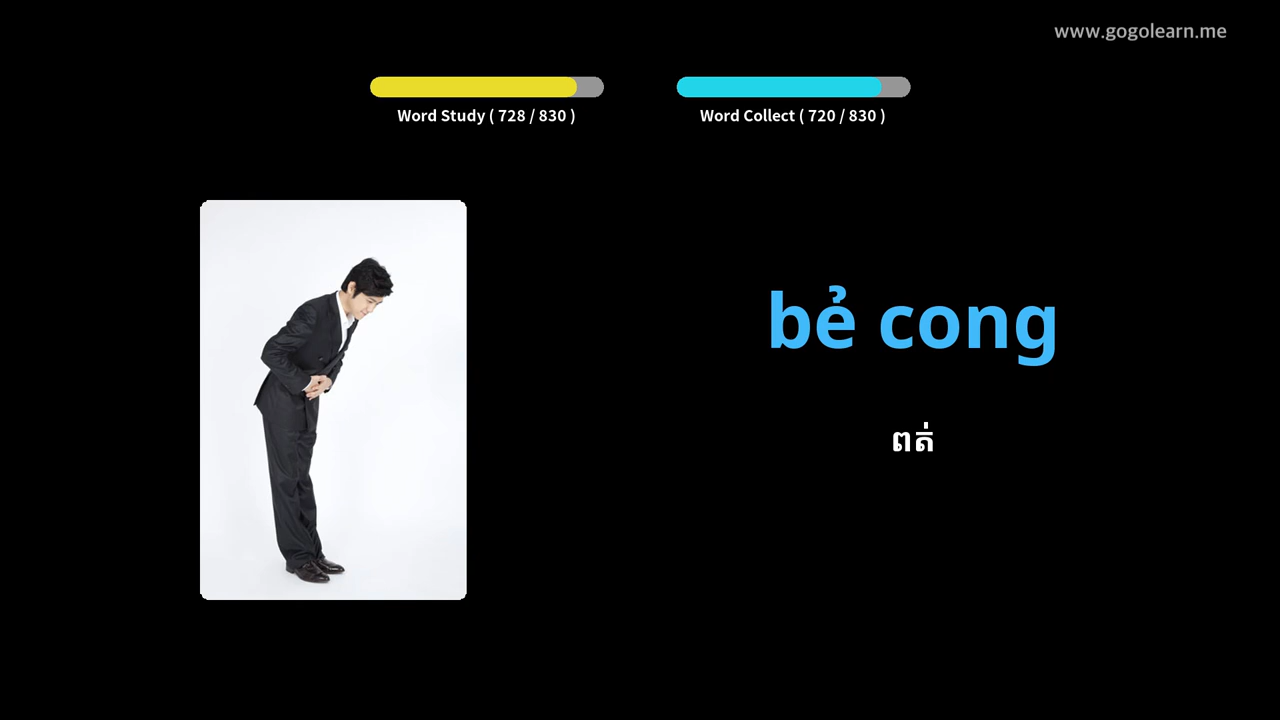 www.gogolearn.me
Word Study ( 728 / 830 )
Word Collect ( 720 / 830 )
bẻ cong
ពត់